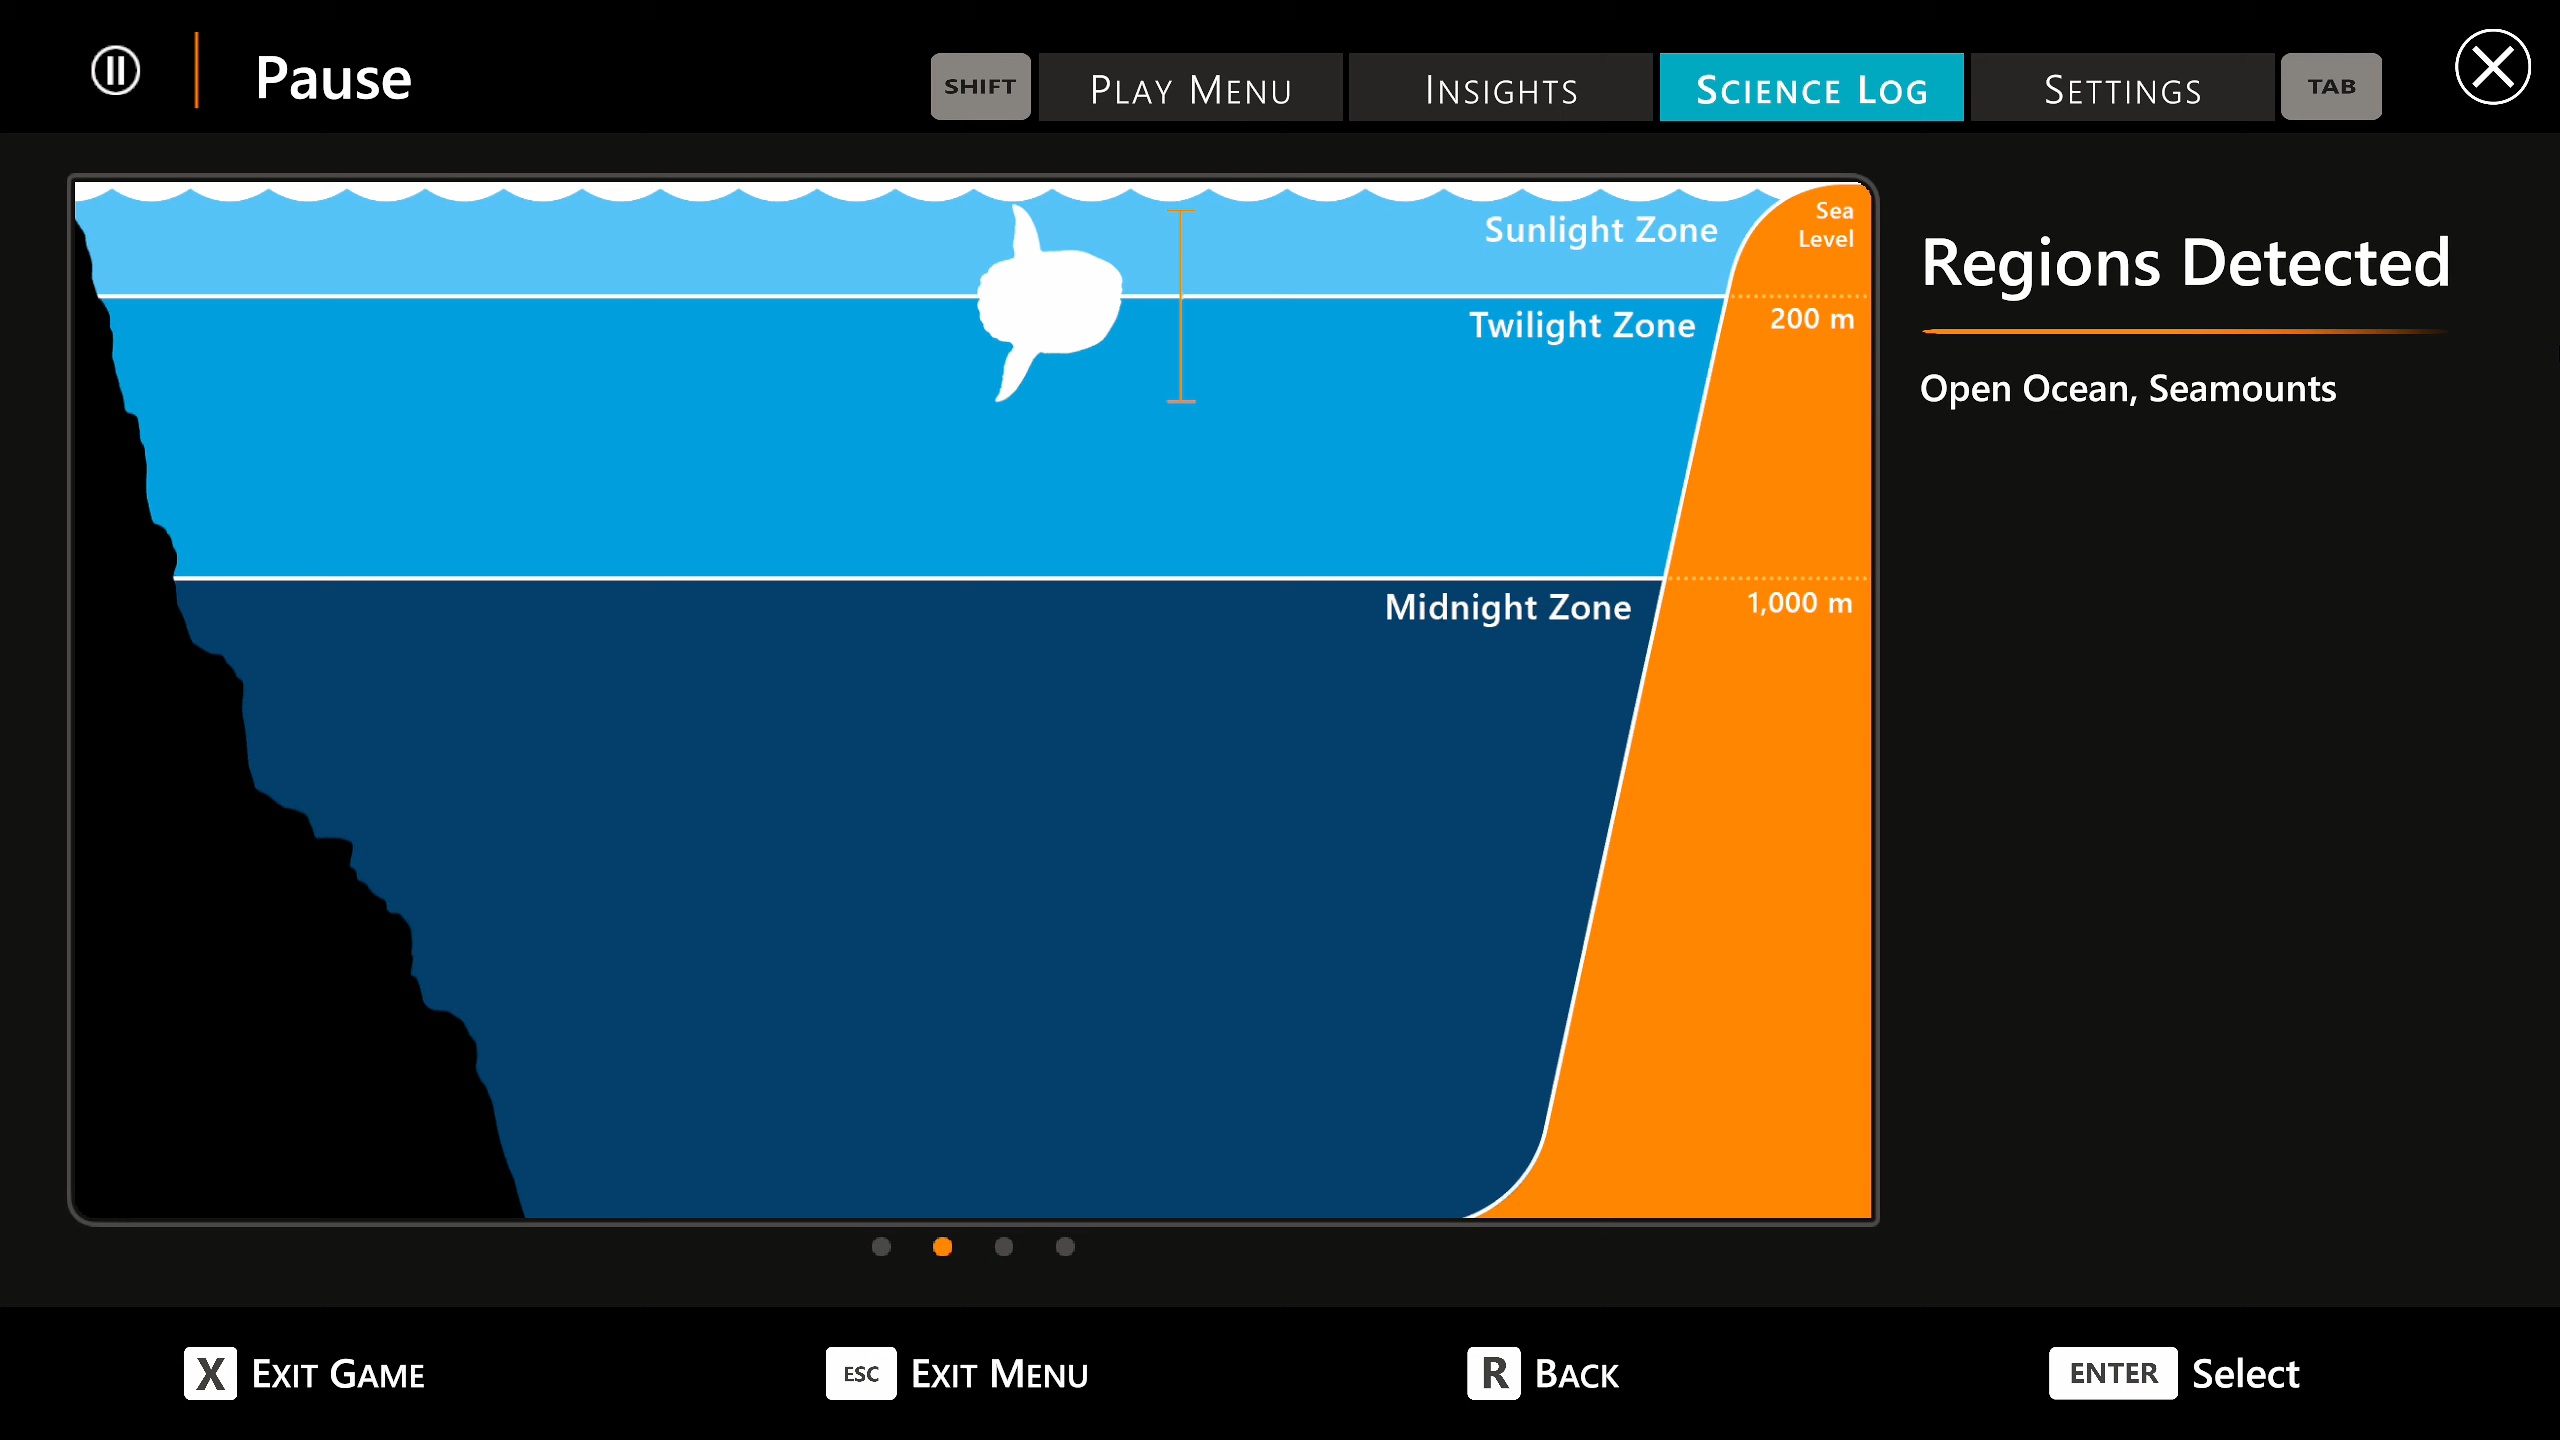 Pause
SHIFT
PLAY MENU
INSIGHTS
SCIENCE LOG
SETTINGS
TAB
Sunlight Zone
Sea
Level
Twilight Zone
200 m
Midnight Zone
1,000 m
Regions Detected
Open Ocean, Seamounts
X EXIT GAME
ESC EXIT MENU
R BACK
ENTER Select